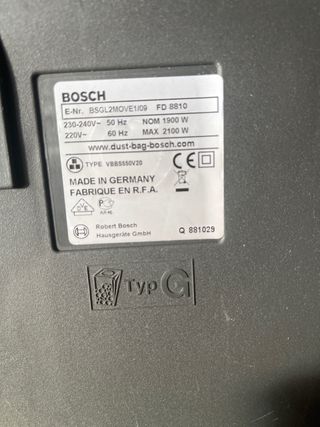 BOSCH
E-Nr. BSGL2MOVE1/09 FD 8810
230-240V~ 50 Hz NOM 1900 W
220V~ 60 Hz MAX 2100 W
www.dust-bag-bosch.com
TYPE VBBS550V20
MADE IN GERMANY
FABRIQUE EN R.F.A.
CE
Robert Bosch
Hausgeräte GmbH
Q 881029
Typ G